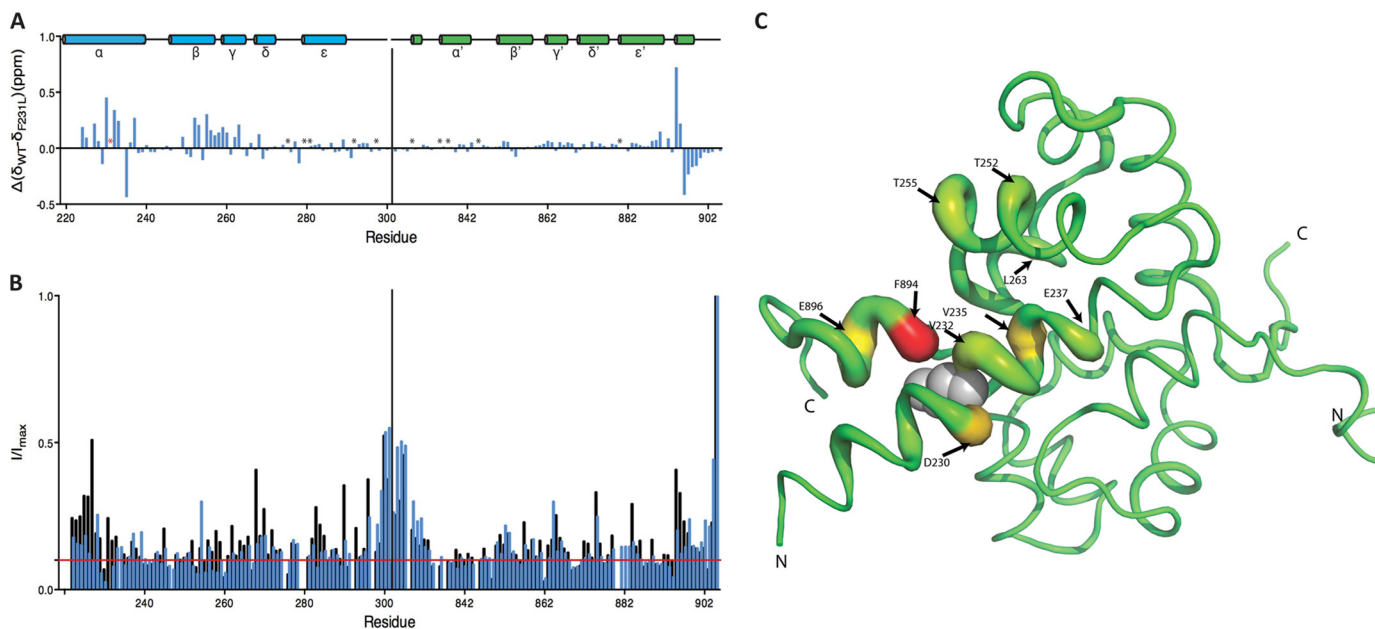 A
α β γ δ ε α' β' γ' δ' ε'
1.0
0.5
0.0
-0.5
Δ(δWT-δF231L)(ppm)
* * * * * * * * * * *
220 240 260 280 300 842 862 882 902
Residue
B
1.0
0.5
0.0
I/Imax
240 260 280 300 842 862 882 902
Residue
C
T252
T255
C
L263
E237
F894
E896
V235
V232
C
N
D230
N